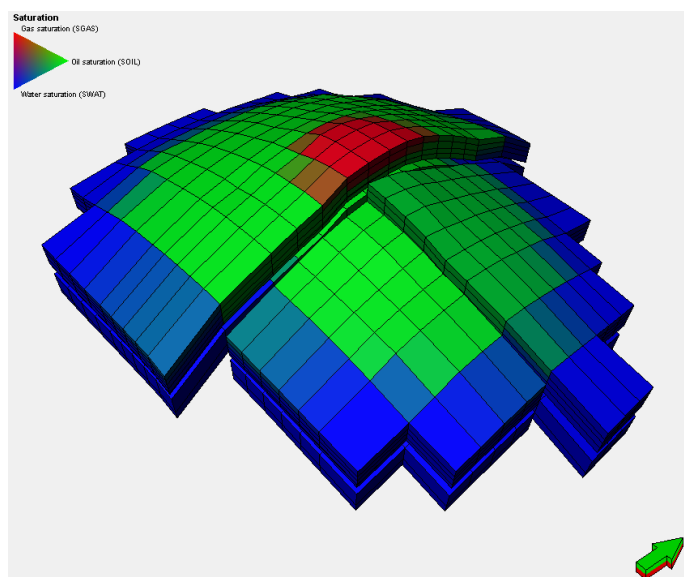 Saturation
Gas saturation (SGAS)
Oil saturation (SOIL)
Water saturation (SWAT)